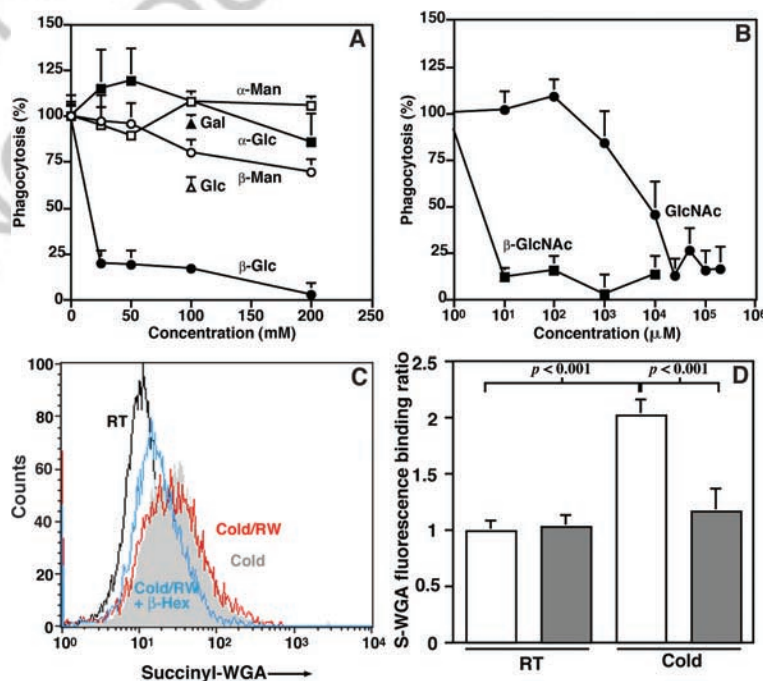 A
Phagocytosis (%)
150
125
100
75
50
25
0
α-Man
Gal
α-Glc
β-Man
Glc
β-Glc
0 50 100 150 200 250
Concentration (mM)
B
Phagocytosis (%)
150
125
100
75
50
25
0
GlcNAc
β-GlcNAc
10⁰ 10¹ 10² 10³ 10⁴ 10⁵ 10⁶
Concentration (μM)
C
Counts
100
80
60
40
20
0
RT
Cold/RW
Cold
Cold/RW
+ β-Hex
10⁰ 10¹ 10² 10³ 10⁴
Succinyl-WGA
D
S-WGA fluorescence binding ratio
2.5
2
1.5
1
0.5
0
p < 0.001 p < 0.001
RT Cold